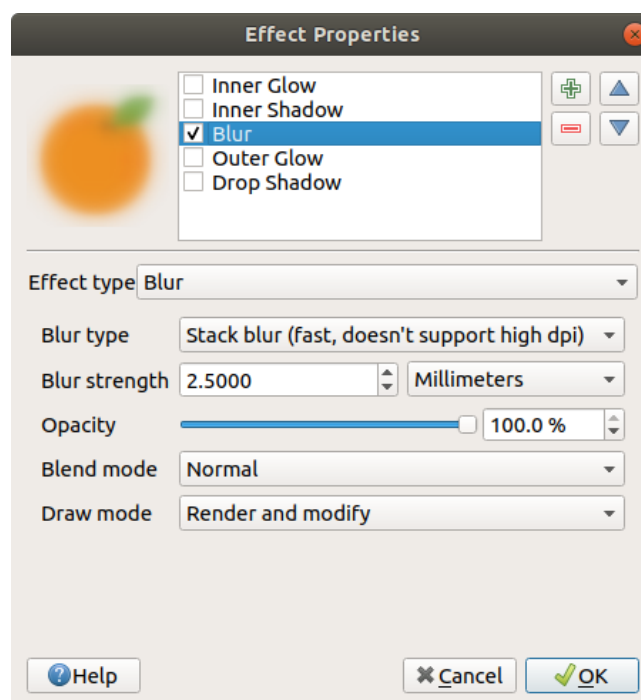 Effect Properties
Inner Glow
Inner Shadow
Blur
Outer Glow
Drop Shadow
Effect type Blur
Blur type Stack blur (fast, doesn't support high dpi)
Blur strength 2.5000 Millimeters
Opacity 100.0 %
Blend mode Normal
Draw mode Render and modify
Help Cancel OK